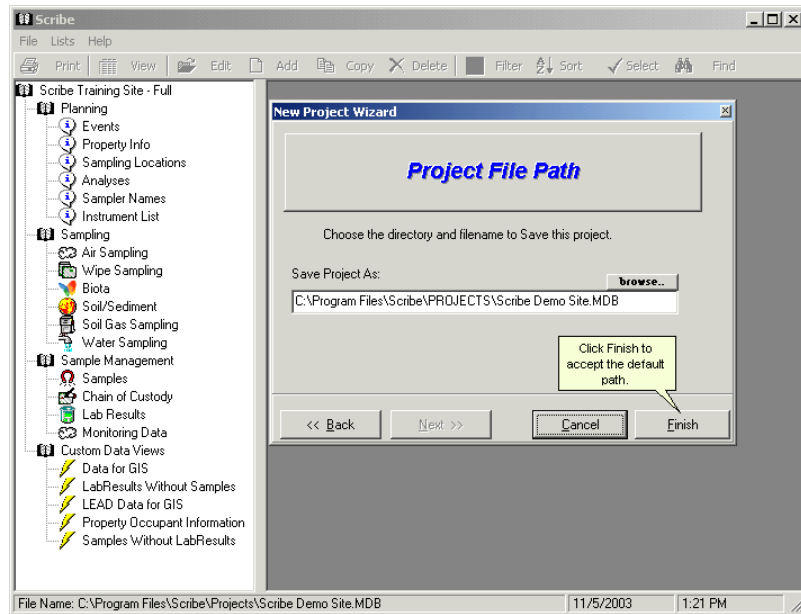 Scribe
File Lists Help
Print View Edit Add Copy Delete Filter Sort Select Find
Scribe Training Site - Full
Planning
Events
Property Info
Sampling Locations
Analyses
Sampler Names
Instrument List
Sampling
Air Sampling
Wipe Sampling
Biota
Soil/Sediment
Soil Gas Sampling
Water Sampling
Sample Management
Samples
Chain of Custody
Lab Results
Monitoring Data
Custom Data Views
Data for GIS
LabResults Without Samples
LEAD Data for GIS
Property Occupant Information
Samples Without LabResults
New Project Wizard
Project File Path
Choose the directory and filename to Save this project.
Save Project As:
browse..
C:\Program Files\Scribe\PROJECTS\Scribe Demo Site.MDB
Click Finish to
accept the default
path.
<< Back
Next >>
Cancel
Finish
File Name: C:\Program Files\Scribe\Projects\Scribe Demo Site.MDB
11/5/2003
1:21 PM